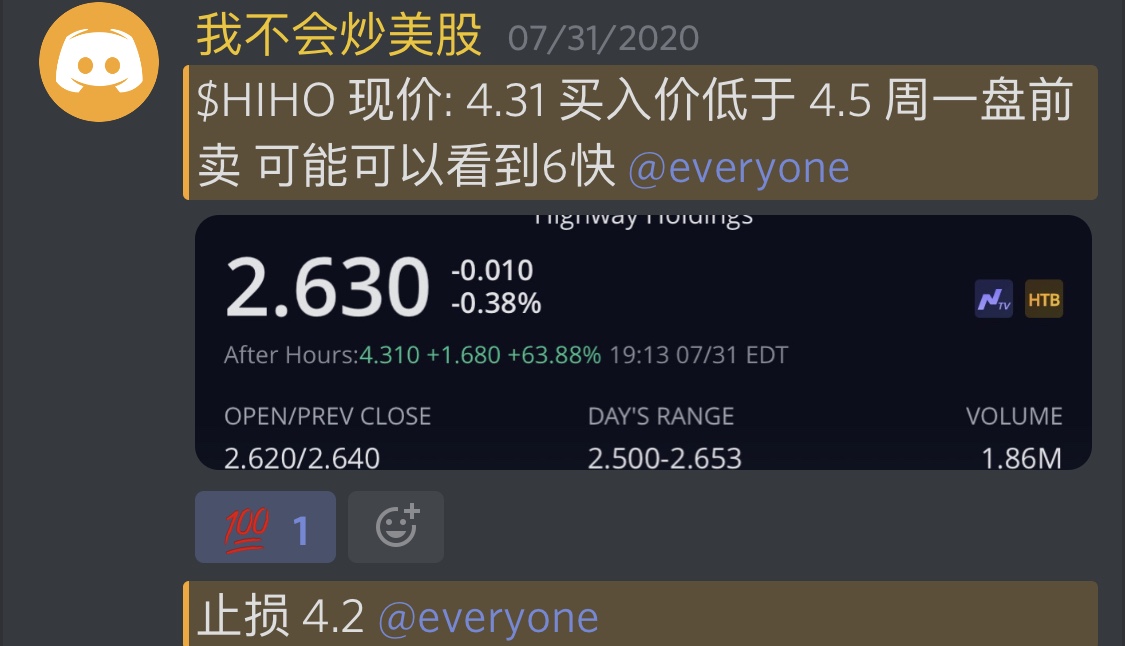 我不会炒美股 07/31/2020
$HIHO 现价: 4.31 买入价低于 4.5 周一盘前
卖 可能可以看到6快 @everyone
Highway Holdings
2.630 -0.010
-0.38%
NTV HTB
After Hours:4.310 +1.680 +63.88% 19:13 07/31 EDT
OPEN/PREV CLOSE DAY'S RANGE VOLUME
2.620/2.640 2.500-2.653 1.86M
💯 1
止损 4.2 @everyone